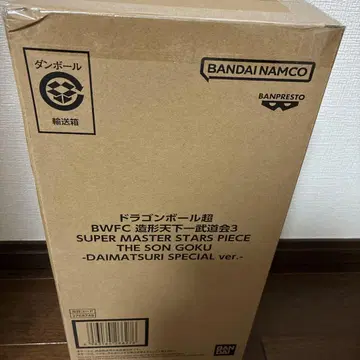 ダンボール
輸送箱
BANDAI NAMCO
BANPRESTO
ドラゴンボール超
BWFC 造形天下一武道会3
SUPER MASTER STARS PIECE
THE SON GOKU
-DAIMATSURI SPECIAL ver.-
BAN
DAI